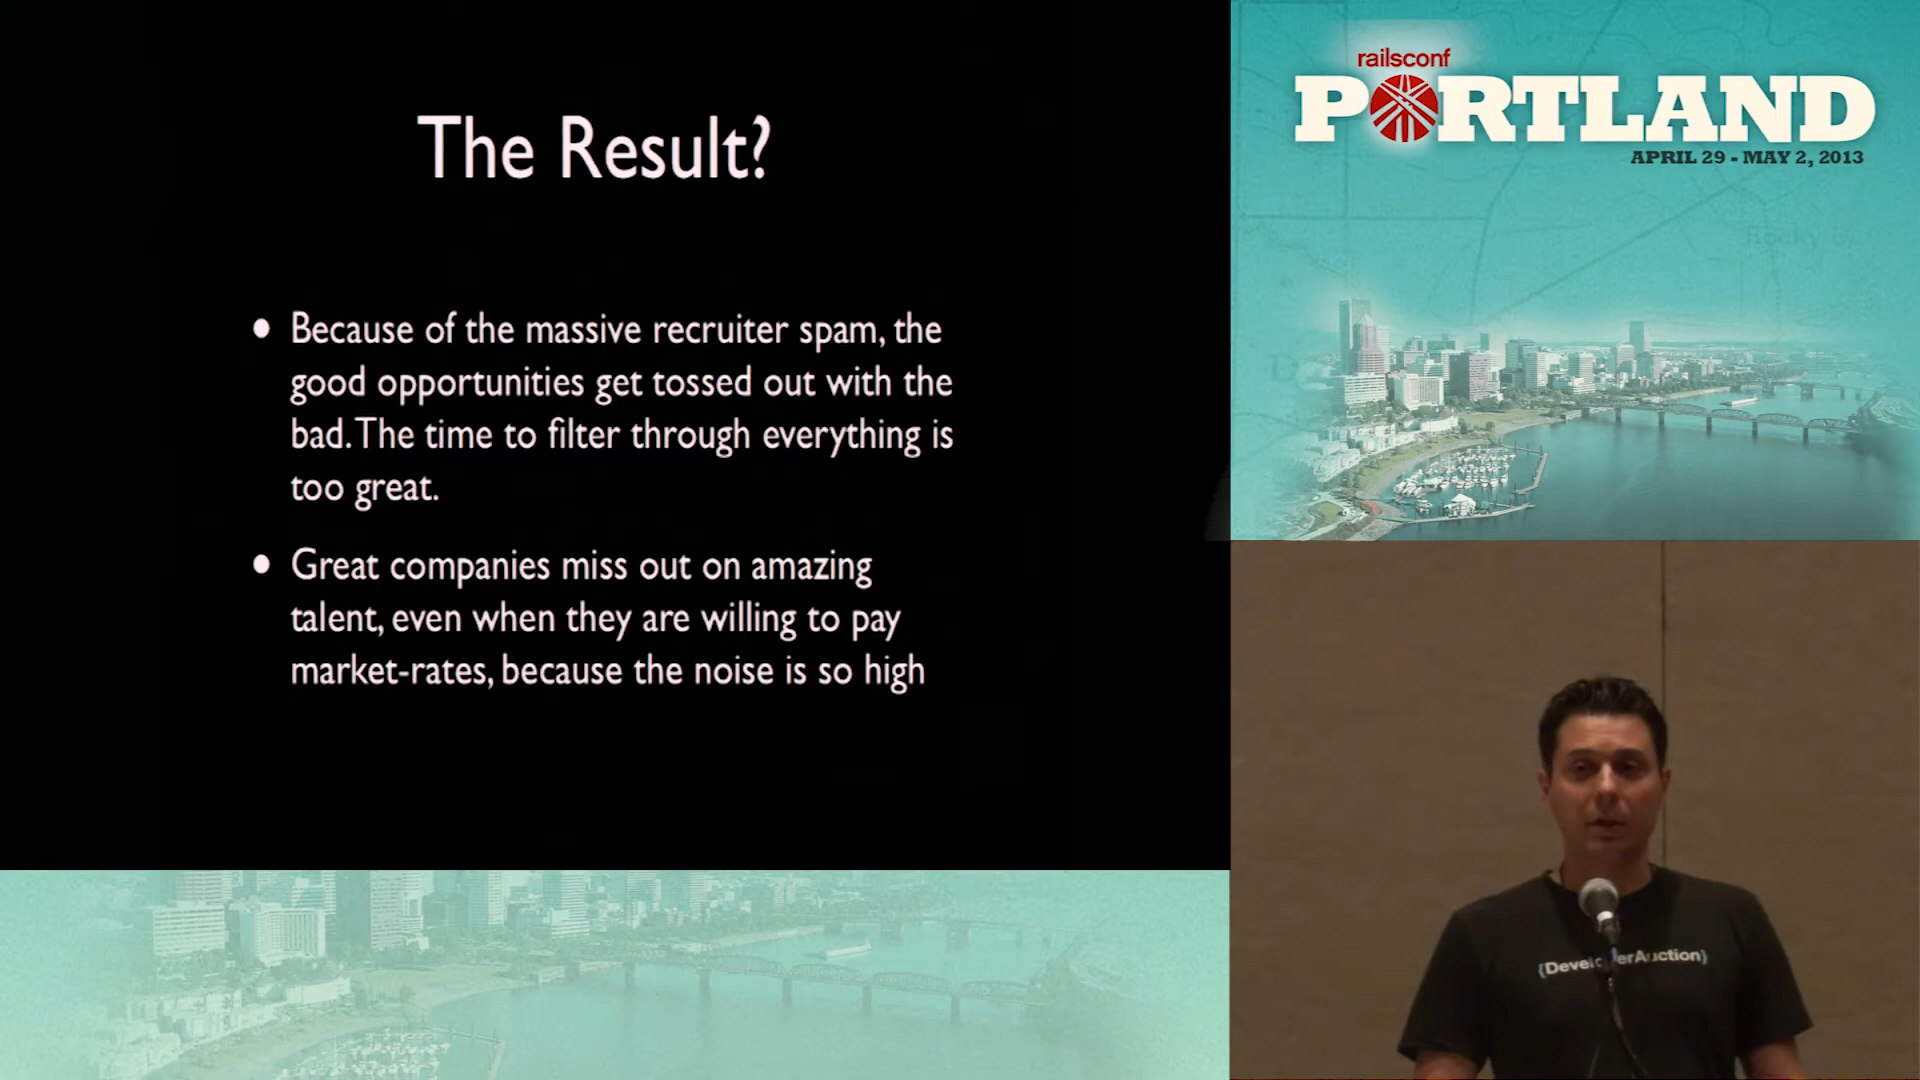 The Result?
• Because of the massive recruiter spam, the
good opportunities get tossed out with the
bad. The time to filter through everything is
too great.
• Great companies miss out on amazing
talent, even when they are willing to pay
market-rates, because the noise is so high
railsconf
PORTLAND
APRIL 29 - MAY 2, 2013